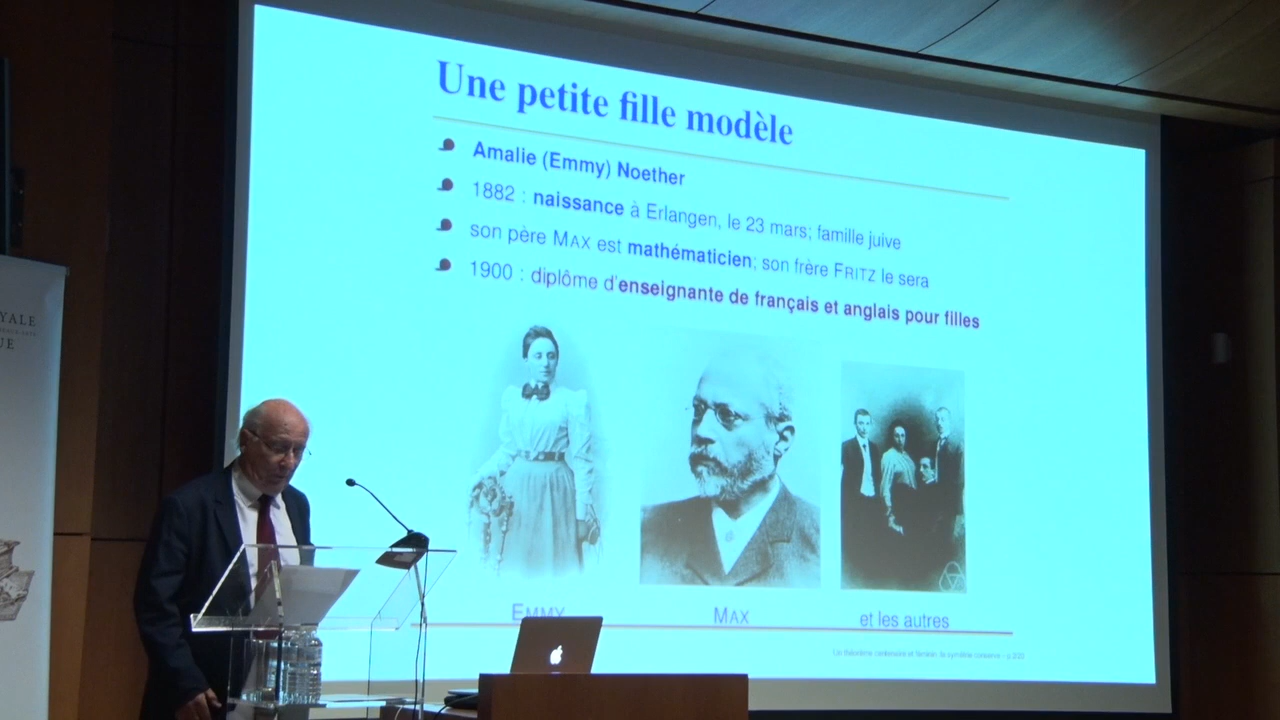 Une petite fille modèle
Amalie (Emmy) Noether
1882 : naissance à Erlangen, le 23 mars; famille juive
son père MAX est mathématicien; son frère FRITZ le sera
1900 : diplôme d'enseignante de français et anglais pour filles
EMMY
MAX
et les autres
YALE
UE